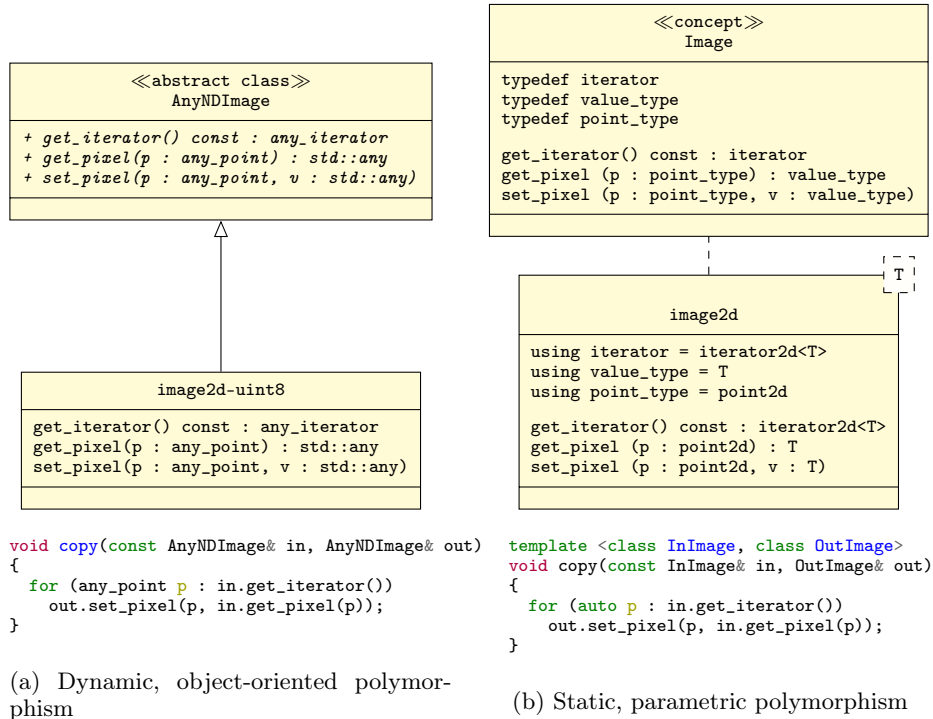 ≪abstract class≫
AnyNDImage
+ get_iterator() const : any_iterator
+ get_pixel(p : any_point) : std::any
+ set_pixel(p : any_point, v : std::any)
image2d-uint8
get_iterator() const : any_iterator
get_pixel(p : any_point) : std::any
set_pixel(p : any_point, v : std::any)
void copy(const AnyNDImage& in, AnyNDImage& out)
{
  for (any_point p : in.get_iterator())
    out.set_pixel(p, in.get_pixel(p));
}
(a) Dynamic, object-oriented polymor-
phism
≪concept≫
Image
typedef iterator
typedef value_type
typedef point_type
get_iterator() const : iterator
get_pixel (p : point_type) : value_type
set_pixel (p : point_type, v : value_type)
T
image2d
using iterator = iterator2d<T>
using value_type = T
using point_type = point2d
get_iterator() const : iterator2d<T>
get_pixel (p : point2d) : T
set_pixel (p : point2d, v : T)
template <class InImage, class OutImage>
void copy(const InImage& in, OutImage& out)
{
  for (auto p : in.get_iterator())
    out.set_pixel(p, in.get_pixel(p));
}
(b) Static, parametric polymorphism